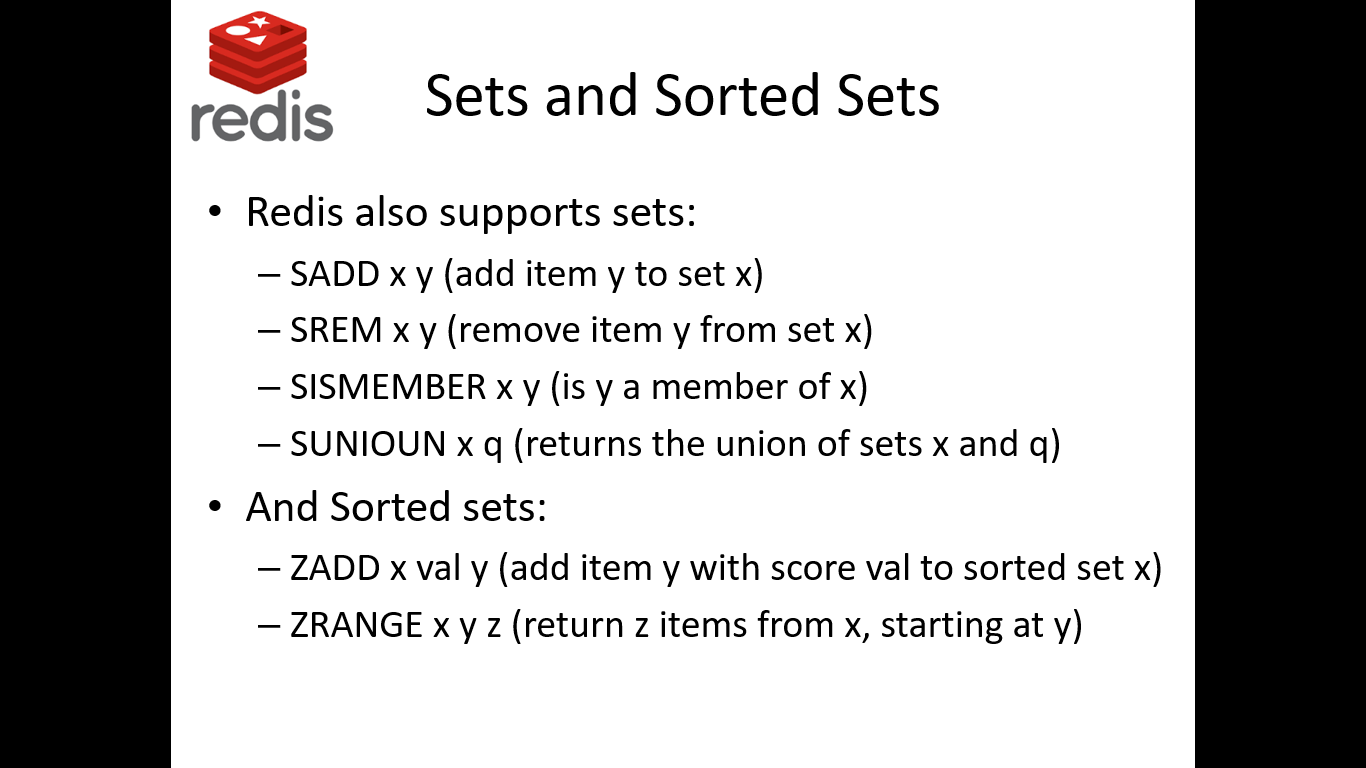 redis
Sets and Sorted Sets
• Redis also supports sets:
– SADD x y (add item y to set x)
– SREM x y (remove item y from set x)
– SISMEMBER x y (is y a member of x)
– SUNIOUN x q (returns the union of sets x and q)
• And Sorted sets:
– ZADD x val y (add item y with score val to sorted set x)
– ZRANGE x y z (return z items from x, starting at y)